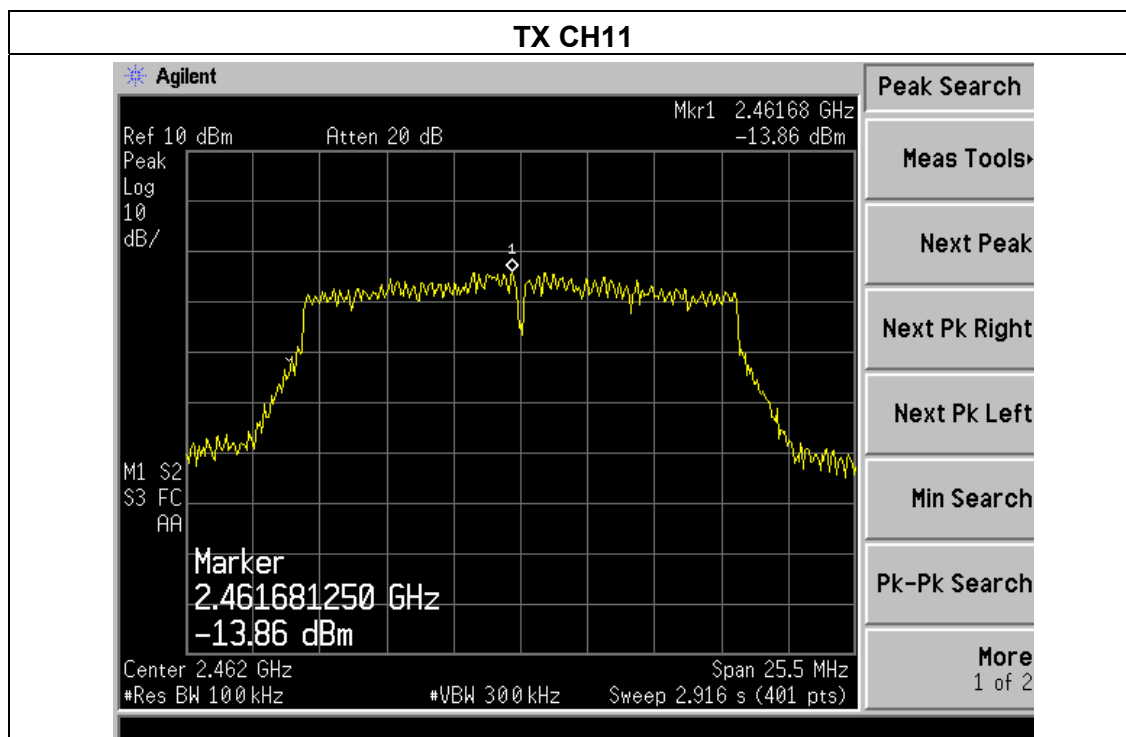 TX CH11
Agilent
Peak Search
Mkr1 2.46168 GHz
Ref 10 dBm Atten 20 dB -13.86 dBm
Peak
Log
10
dB/
1
Meas Tools
Next Peak
Next Pk Right
Next Pk Left
M1 S2
S3 FC
AA
Min Search
Marker
2.461681250 GHz
-13.86 dBm
Pk-Pk Search
Center 2.462 GHz Span 25.5 MHz
#Res BW 100 kHz #VBW 300 kHz Sweep 2.916 s (401 pts)
More
1 of 2